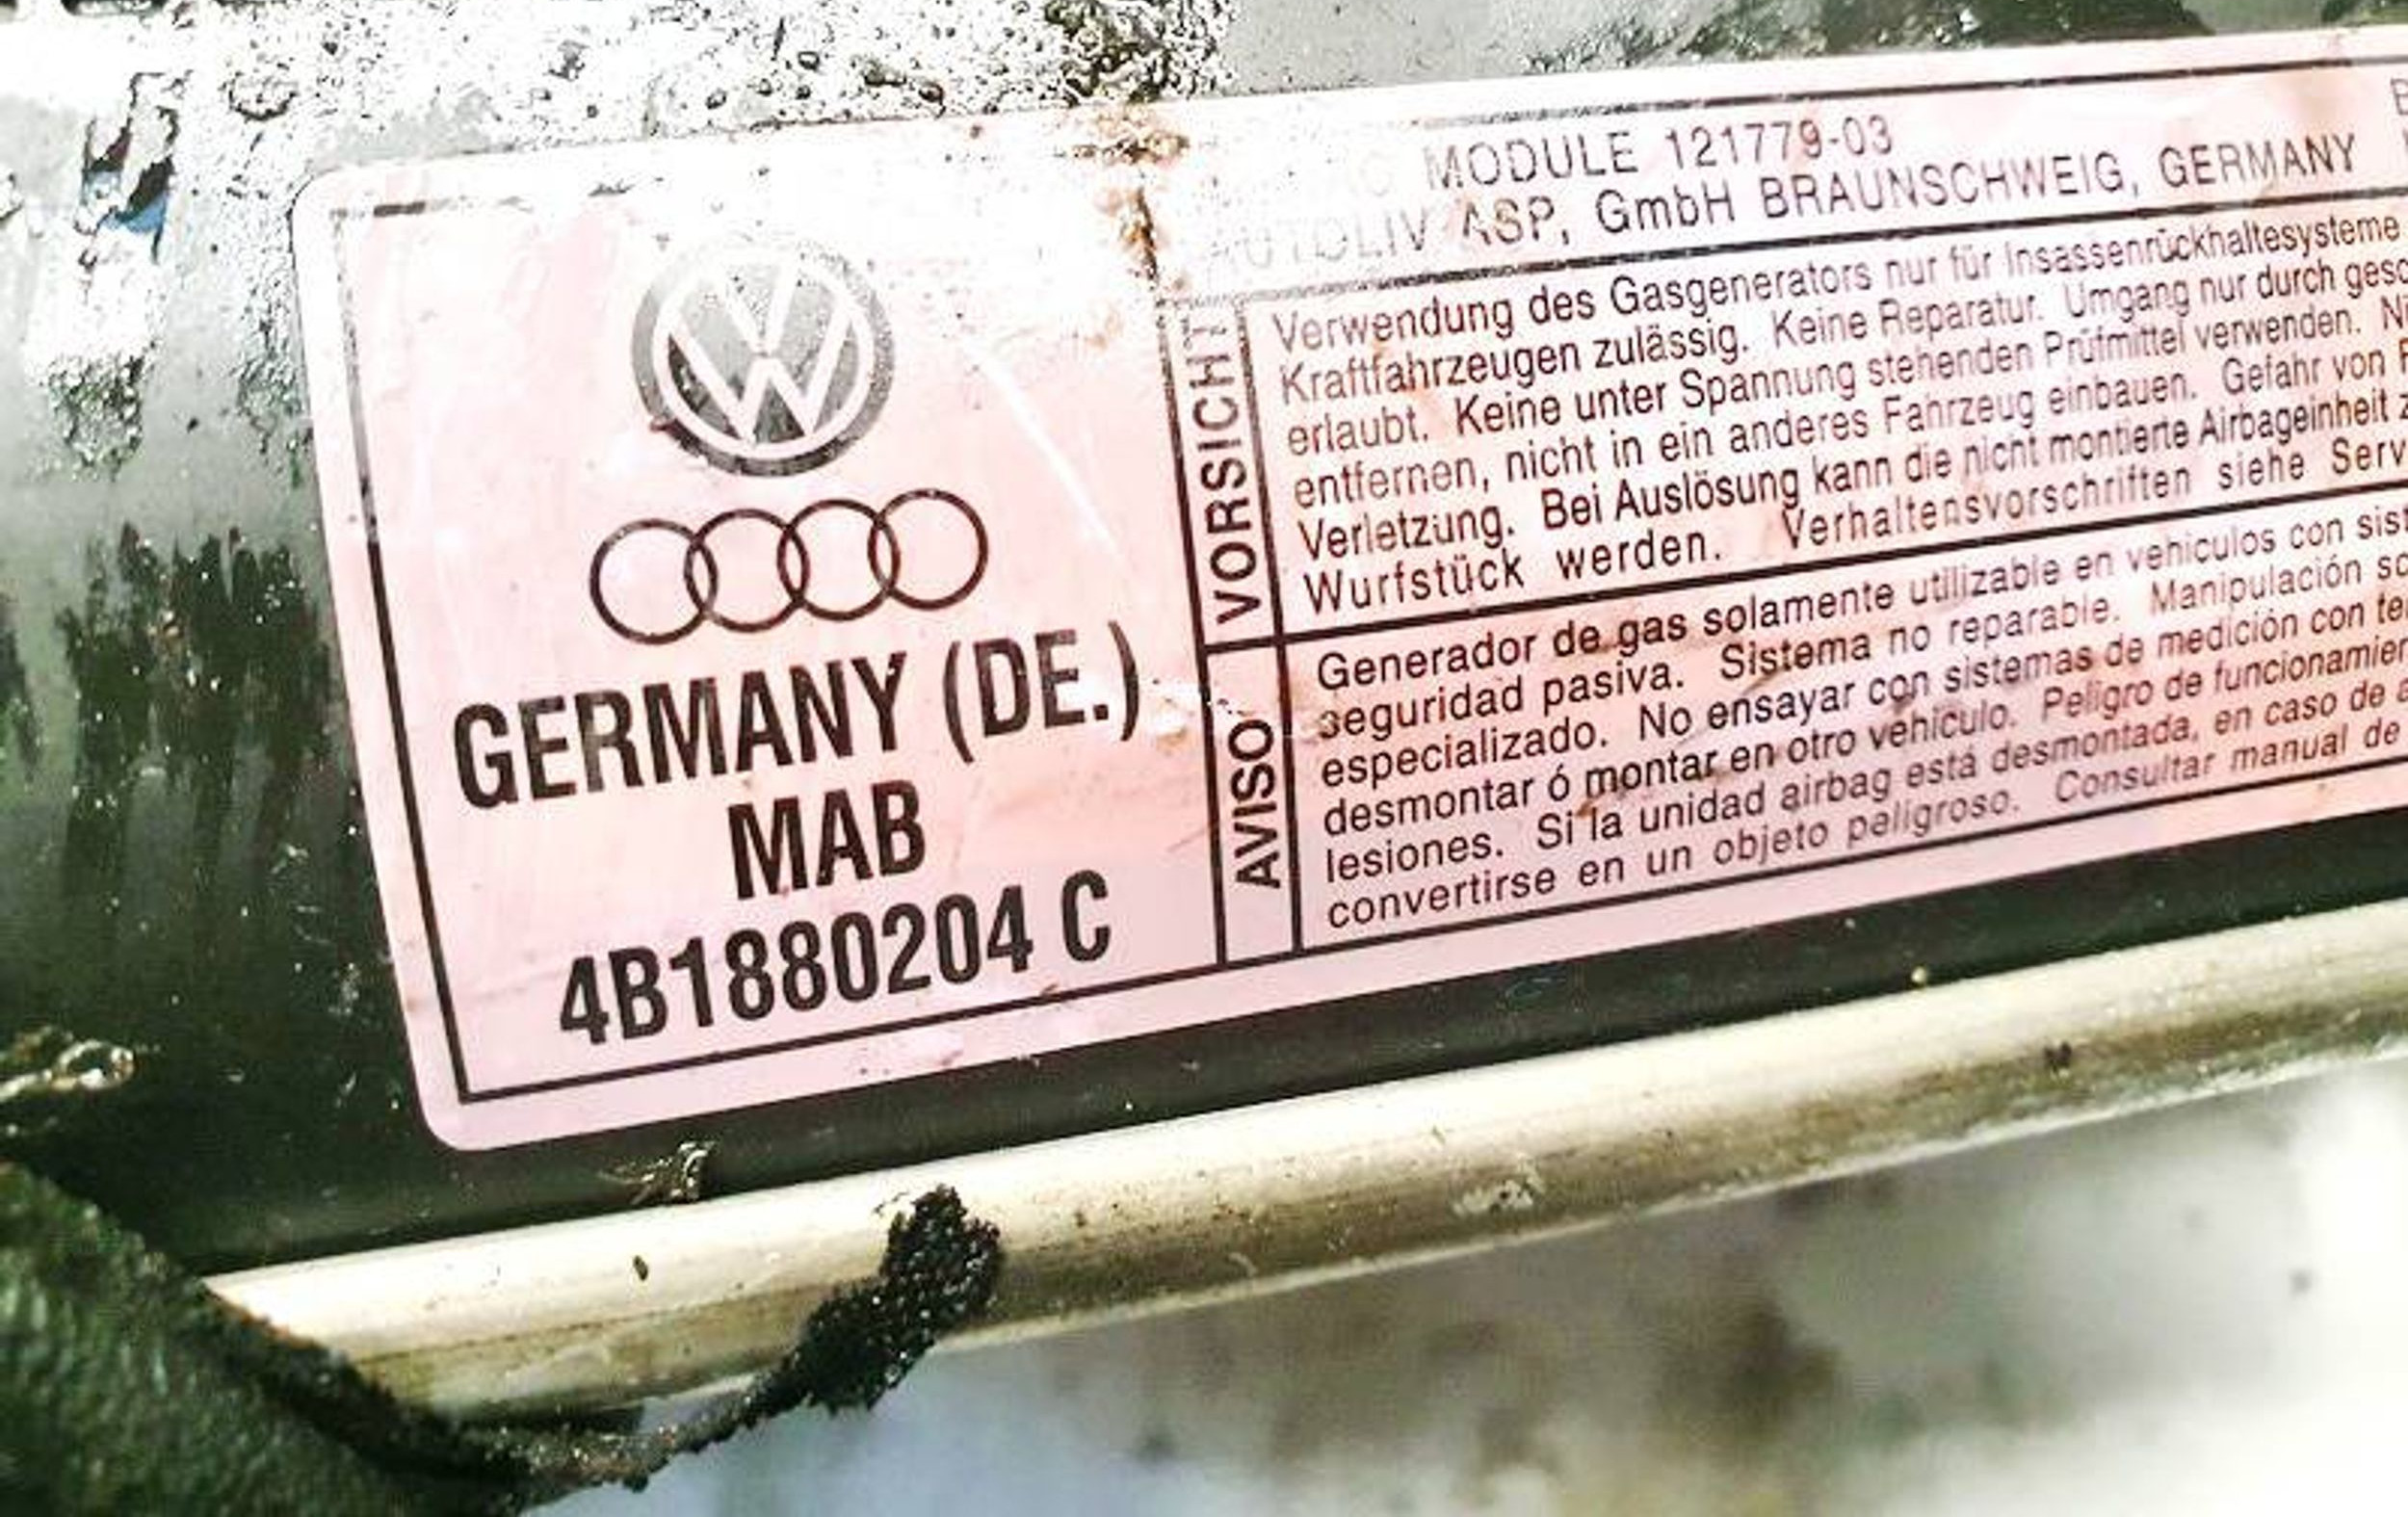 MODULE 121779-03
AUTOLIV ASP, GmbH BRAUNSCHWEIG, GERMANY
VORSICHT
Verwendung des Gasgenerators nur für Insassenrückhaltesysteme
Kraftfahrzeugen zulässig. Keine Reparatur. Umgang nur durch
erlaubt. Keine unter Spannung stehenden Prüfmittel verwenden.
entfernen, nicht in ein anderes Fahrzeug einbauen. Gefahr von
Verletzung. Bei Auslösung kann die nicht montierte Airbageinheit
Wurfstück werden. Verhaltensvorschriften siehe
AVISO
Generador de gas solamente utilizable en vehiculos con
seguridad pasiva. Sistema no reparable. Manipulación
especializado. No ensayar con sistemas de medición con
desmontar ó montar en otro vehiculo. Peligro de
lesiones. Si la unidad airbag está desmontada, en caso de
convertirse en un objeto peligroso. Consultar manual de
GERMANY (DE.)
MAB
4B1880204 C